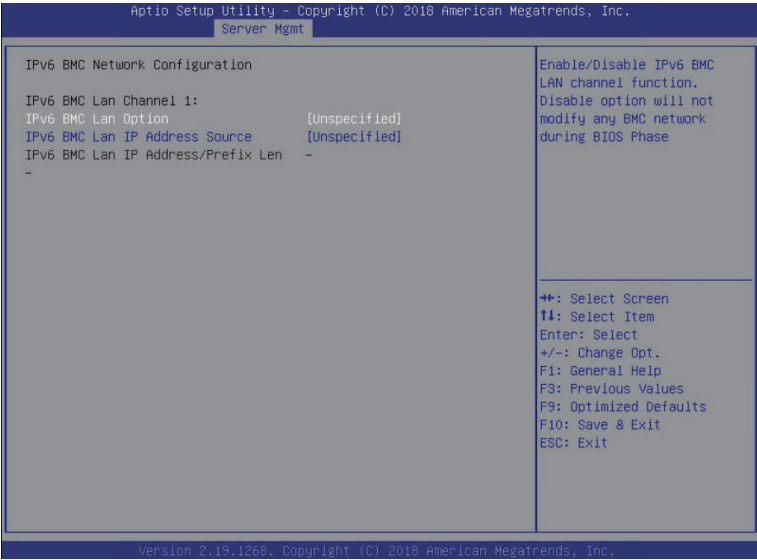 Aptio Setup Utility – Copyright (C) 2018 American Megatrends, Inc.
Server Mgmt
IPv6 BMC Network Configuration
IPv6 BMC Lan Channel 1:
IPv6 BMC Lan Option [Unspecified]
IPv6 BMC Lan IP Address Source [Unspecified]
IPv6 BMC Lan IP Address/Prefix Len –
–
Enable/Disable IPv6 BMC
LAN channel function.
Disable option will not
modify any BMC network
during BIOS Phase
→←: Select Screen
↑↓: Select Item
Enter: Select
+/-: Change Opt.
F1: General Help
F3: Previous Values
F9: Optimized Defaults
F10: Save & Exit
ESC: Exit
Version 2.19.1268. Copyright (C) 2018 American Megatrends, Inc.